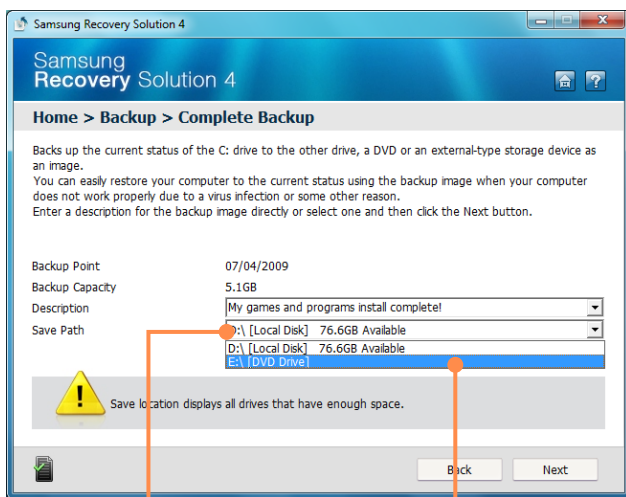 Samsung Recovery Solution 4
Samsung
Recovery Solution 4
Home > Backup > Complete Backup
Backs up the current status of the C: drive to the other drive, a DVD or an external-type storage device as
an image.
You can easily restore your computer to the current status using the backup image when your computer
does not work properly due to a virus infection or some other reason.
Enter a description for the backup image directly or select one and then click the Next button.
Backup Point 07/04/2009
Backup Capacity 5.1GB
Description My games and programs install complete!
Save Path D:\ [Local Disk] 76.6GB Available
D:\ [Local Disk] 76.6GB Available
E:\ [DVD Drive]
Save location displays all drives that have enough space.
Back Next